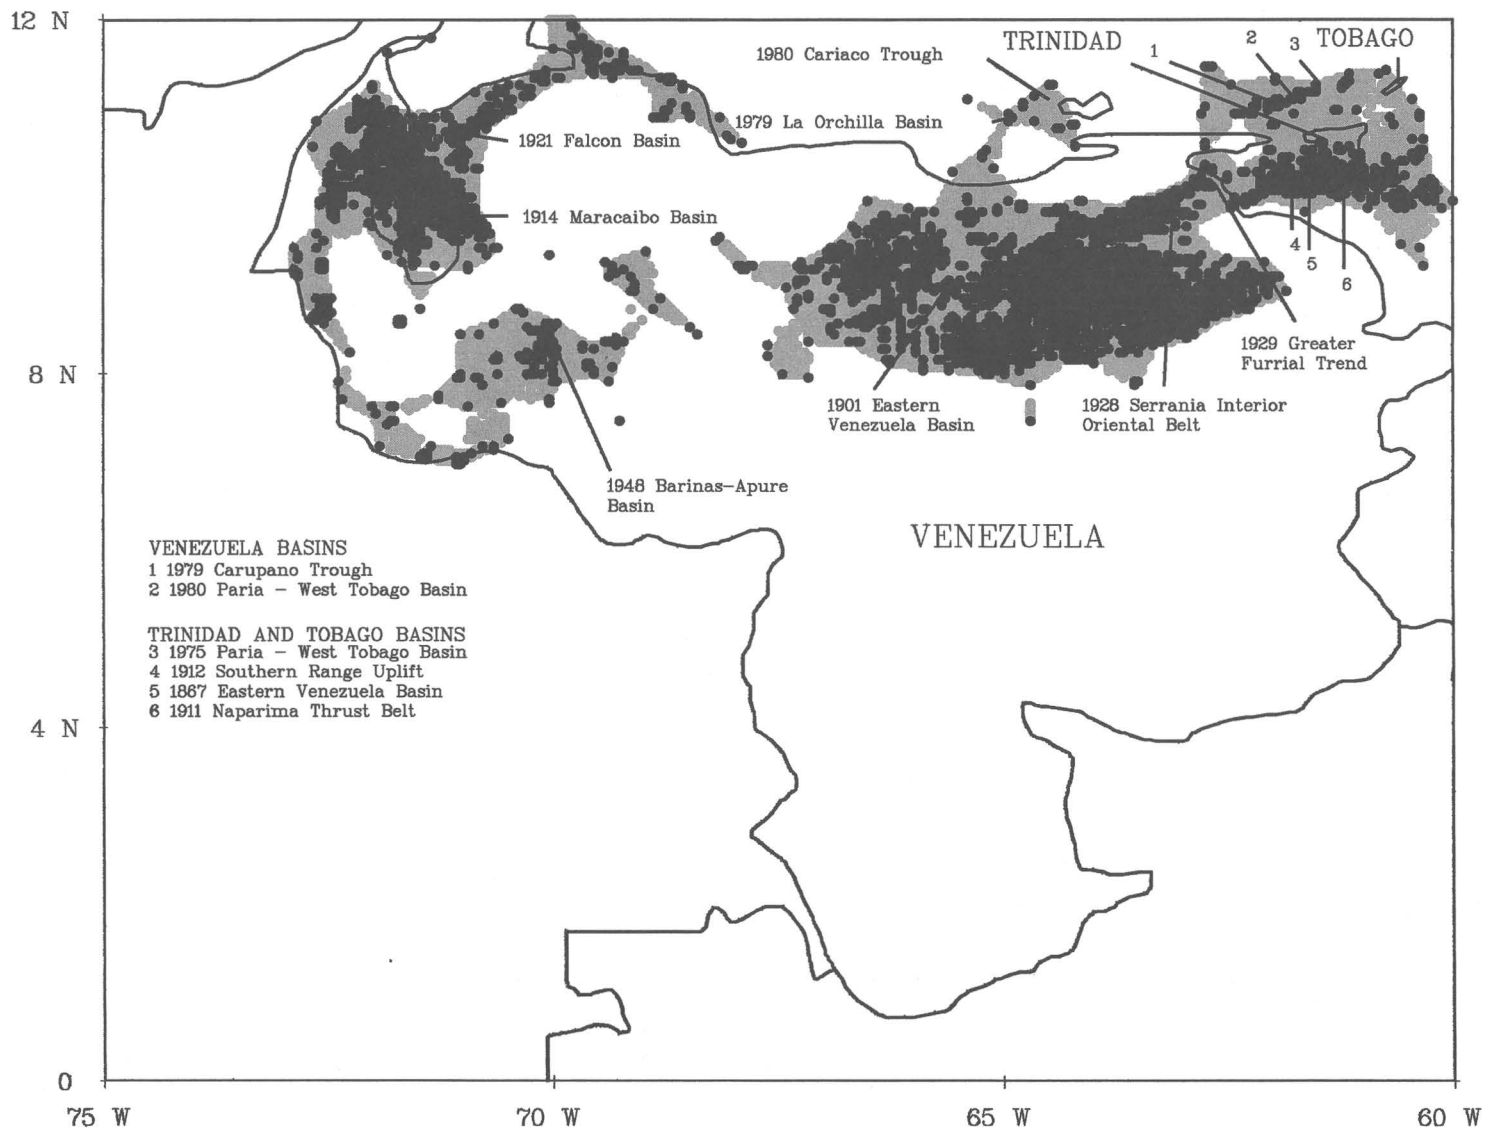 12 N
1980 Cariaco Trough
TRINIDAD
1
2
3
TOBAGO
1979 La Orchilla Basin
1921 Falcon Basin
1914 Maracaibo Basin
4
5
6
8 N
1929 Greater
Furrial Trend
1901 Eastern
Venezuela Basin
1928 Serrania Interior
Oriental Belt
1948 Barinas-Apure
Basin
VENEZUELA
VENEZUELA BASINS
1 1979 Carupano Trough
2 1980 Paria - West Tobago Basin
TRINIDAD AND TOBAGO BASINS
3 1975 Paria - West Tobago Basin
4 1912 Southern Range Uplift
5 1867 Eastern Venezuela Basin
6 1911 Naparima Thrust Belt
4 N
0
75 W
70 W
65 W
60 W